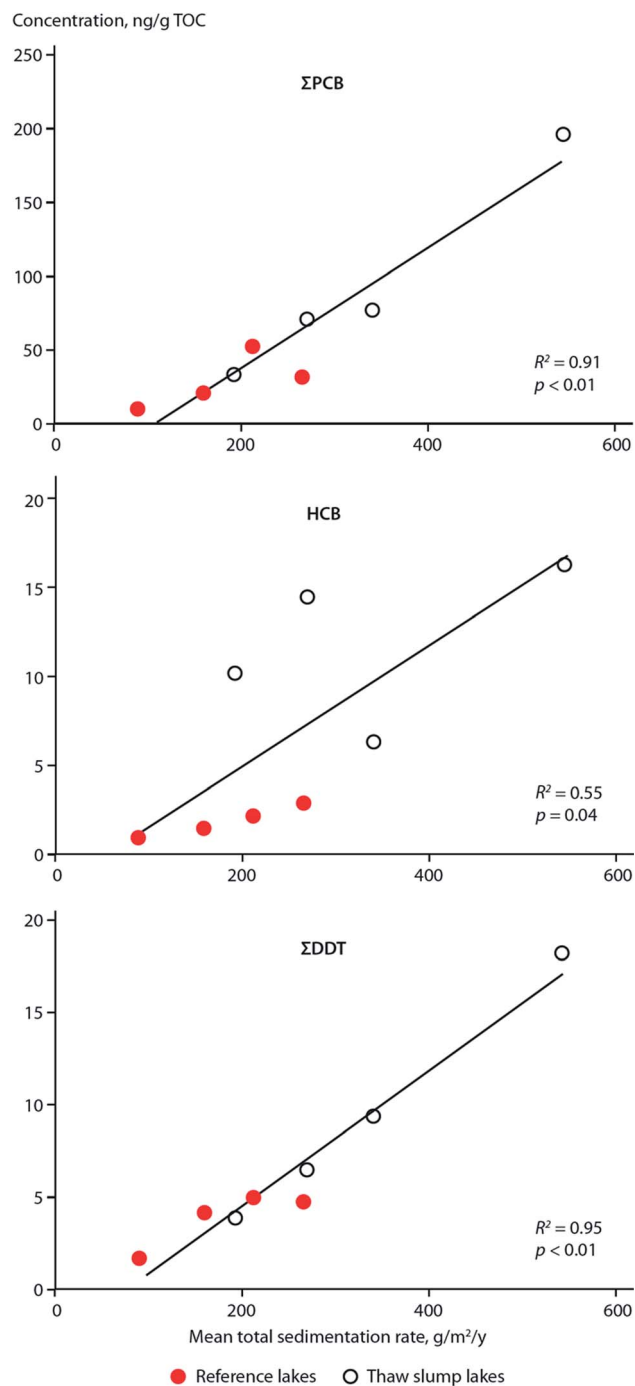 Concentration, ng/g TOC
250
ΣPCB
200
150
100
50
R² = 0.91
p < 0.01
0
0 200 400 600
20
HCB
15
10
5
R² = 0.55
p = 0.04
0
0 200 400 600
20
ΣDDT
15
10
5
R² = 0.95
p < 0.01
0
0 200 400 600
Mean total sedimentation rate, g/m²/y
Reference lakes Thaw slump lakes